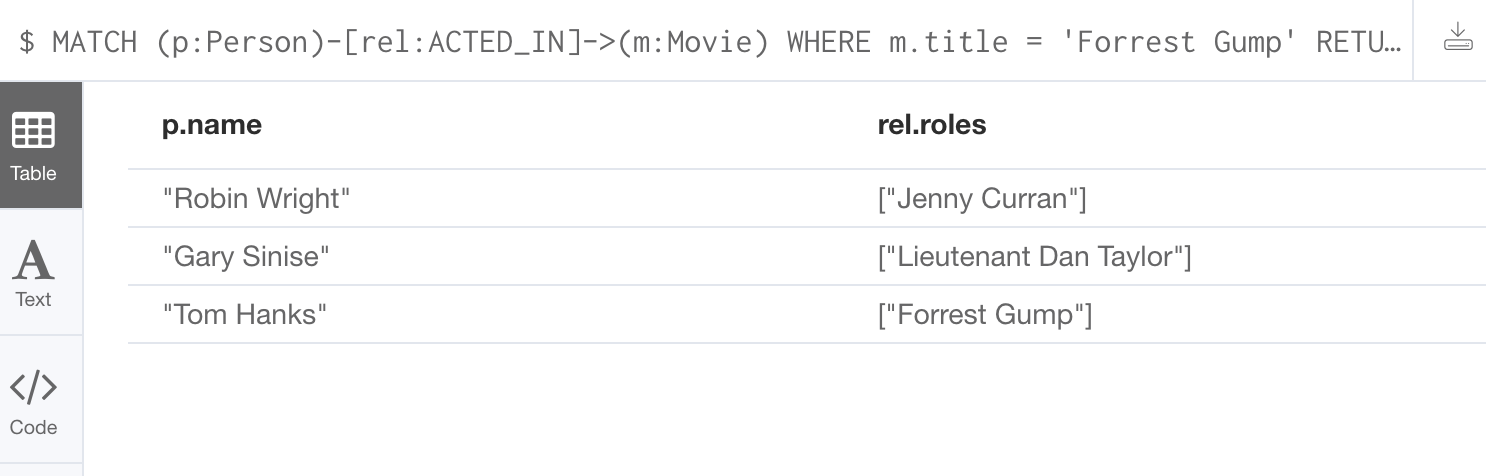 $ MATCH (p:Person)-[rel:ACTED_IN]->(m:Movie) WHERE m.title = 'Forrest Gump' RETU…
p.name rel.roles
Table
"Robin Wright" ["Jenny Curran"]
"Gary Sinise" ["Lieutenant Dan Taylor"]
A
Text
"Tom Hanks" ["Forrest Gump"]
</>
Code